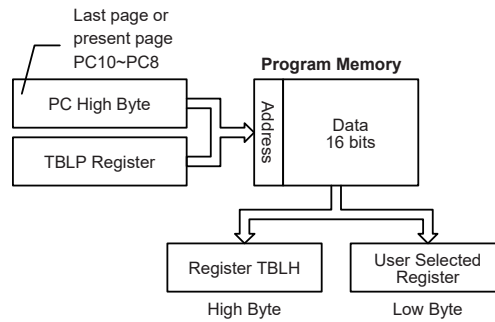 Last page or
present page
PC10~PC8
Program Memory
PC High Byte
TBLP Register
Address
Data
16 bits
Register TBLH
User Selected
Register
High Byte
Low Byte